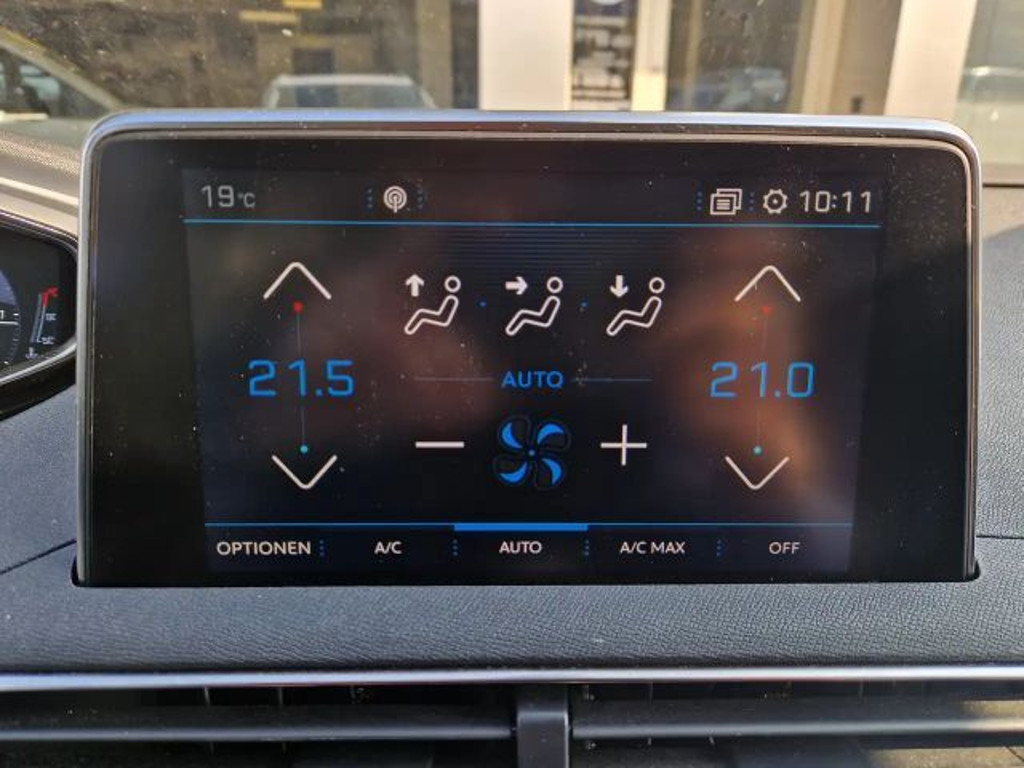 19°C 10:11
21.5 AUTO 21.0
OPTIONEN A/C AUTO A/C MAX OFF